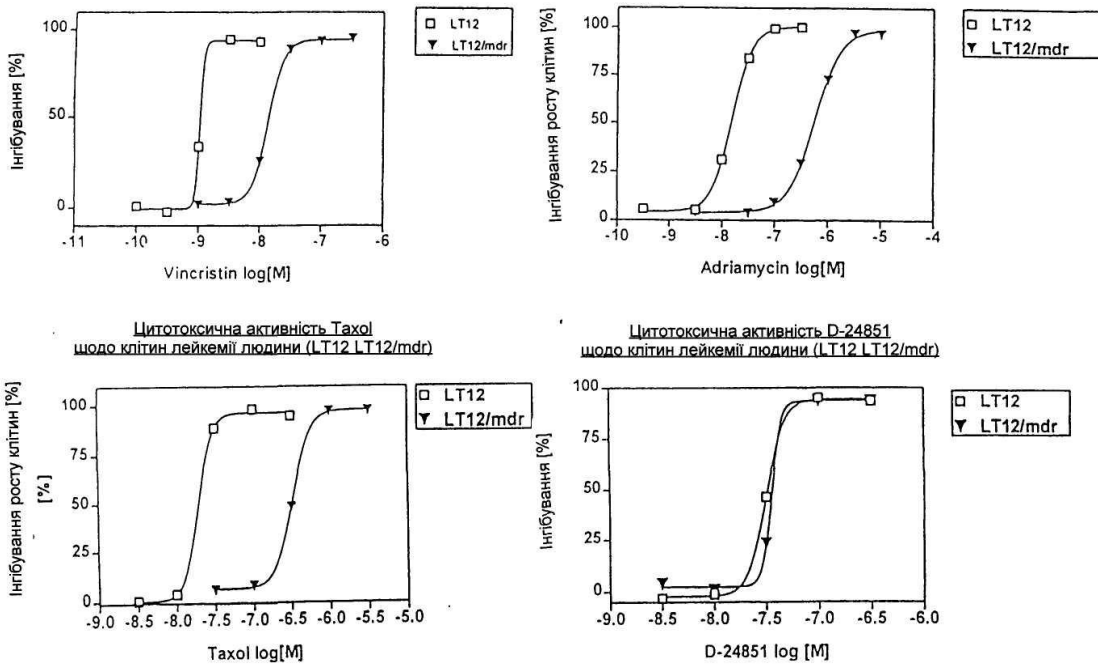 Інгібування [%]
100
50
0
-11 -10 -9 -8 -7 -6
Vincristin log[M]
LT12
LT12/mdr
Інгібування росту клітин [%]
100
75
50
25
0
-10 -9 -8 -7 -6 -5 -4
Adriamycin log[M]
LT12
LT12/mdr
Цитотоксична активність Taxol
щодо клітин лейкемії людини (LT12 LT12/mdr)
Інгібування росту клітин
[%]
100
75
50
25
0
-9.0 -8.5 -8.0 -7.5 -7.0 -6.5 -6.0 -5.5 -5.0
Taxol log[M]
LT12
LT12/mdr
Цитотоксична активність D-24851
щодо клітин лейкемії людини (LT12 LT12/mdr)
Інгібування [%]
100
75
50
25
0
-9.0 -8.5 -8.0 -7.5 -7.0 -6.5 -6.0
D-24851 log [M]
LT12
LT12/mdr